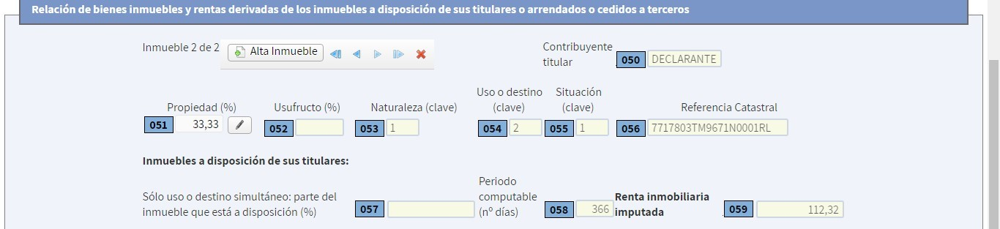 Relación de bienes inmuebles y rentas derivadas de los inmuebles a disposición de sus titulares o arrendados o cedidos a terceros
Inmueble 2 de 2 Alta Inmueble
Contribuyente
titular 050 DECLARANTE
Propiedad (%) Usufructo (%) Naturaleza (clave) Uso o destino (clave) Situación (clave) Referencia Catastral
051 33,33 052 053 1 054 2 055 1 056 7717803TM9671N0001RL
Inmuebles a disposición de sus titulares:
Sólo uso o destino simultáneo: parte del
inmueble que está a disposición (%) 057
Periodo
computable
(nº días) 058 366
Renta inmobiliaria
imputada 059 112,32